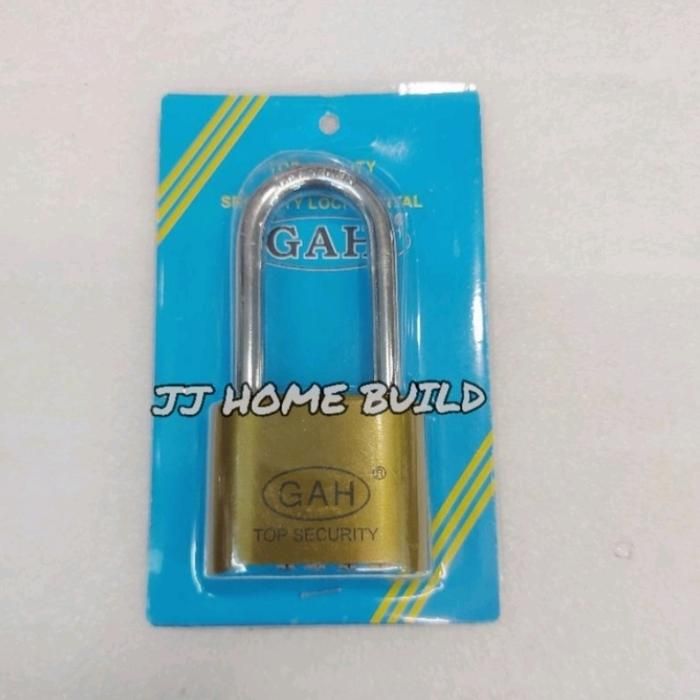 TOP SECURITY
GAH
JJ HOME BUILD
GAH®
TOP SECURITY